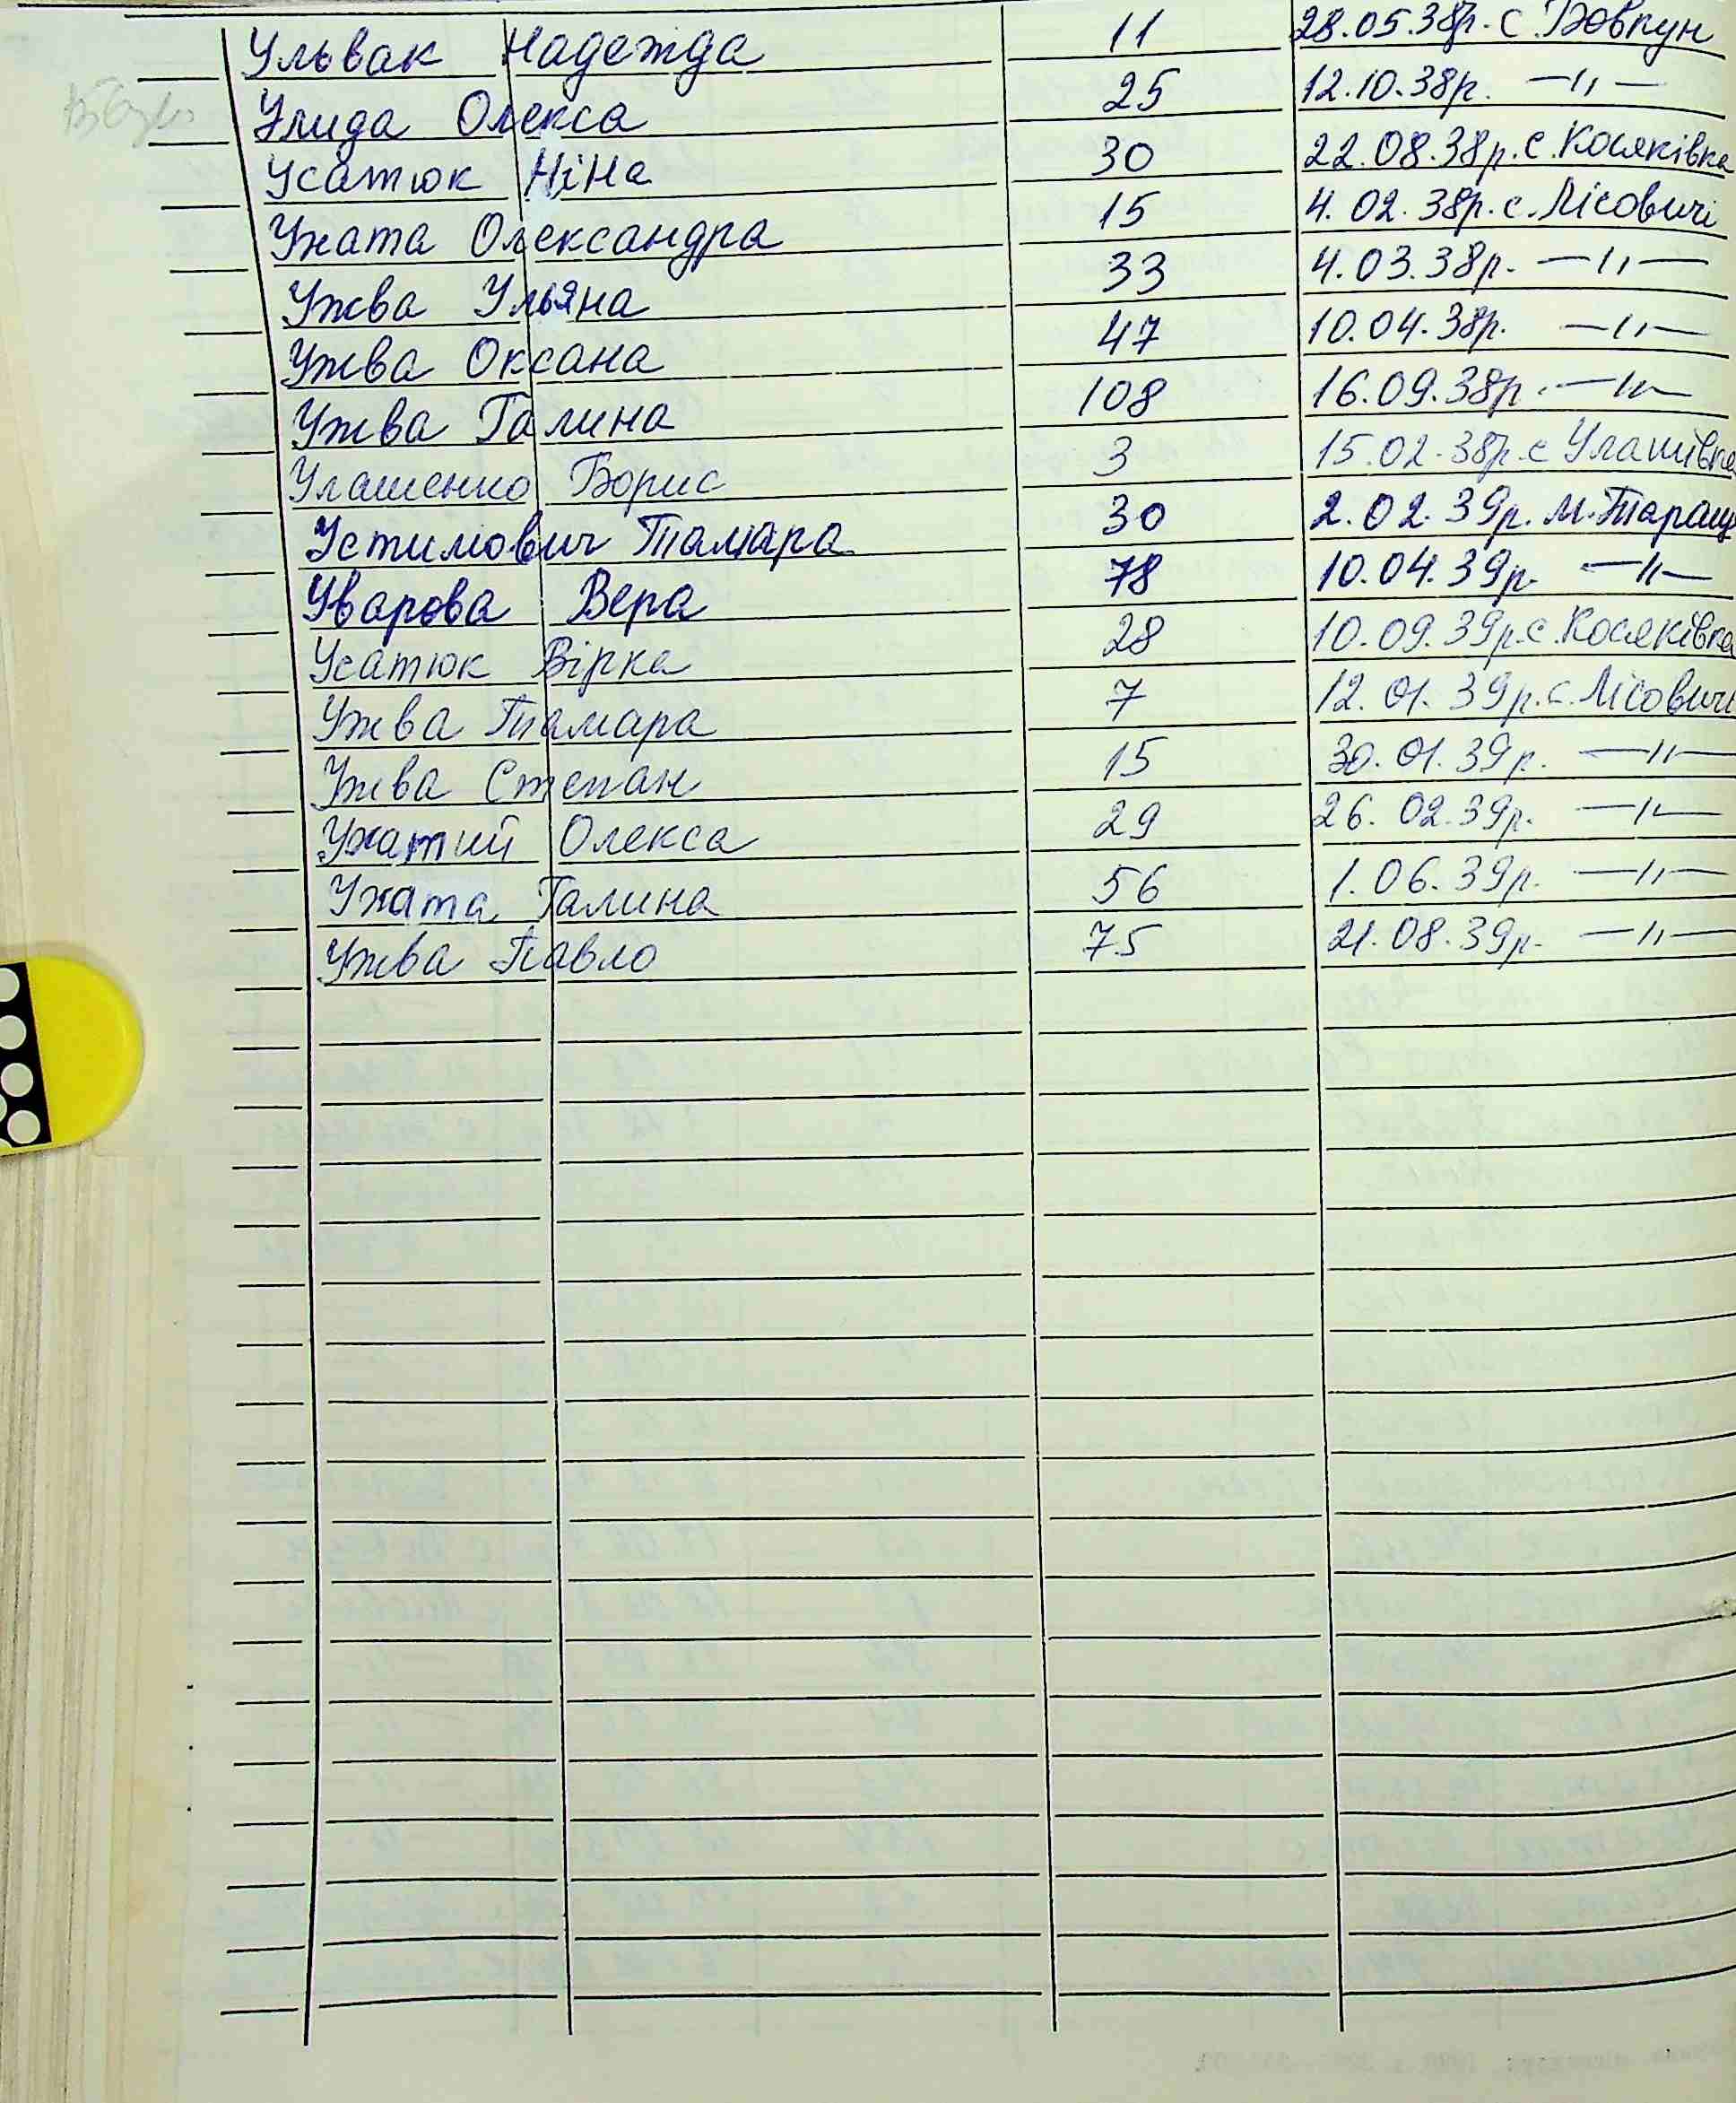 Ульвак Надежда 11 28.05.38р. с. Бовкун
Улида Олекса 25 12.10.38р. —"—
Усатюк Ніна 30 22.08.38р. с. Косяківка
Ужата Олександра 15 4.02.38р. с. Лісовичі
Ужва Ульяна 33 4.03.38р. —"—
Ужва Оксана 47 10.04.38р. —"—
Ужва Галина 108 16.09.38р. —"—
Улашенко Борис 3 15.02.38р. с Улашівка
Устимович Тамара 30 2.02.39р. м. Таращ
Уварова Вера 78 10.04.39р. —"—
Усатюк Вірка 28 10.09.39р. с. Косяківка
Ужва Тамара 7 12.01.39р. с. Лісовичі
Ужва Степан 15 30.01.39р. —"—
Ужатий Олекса 29 26.02.39р. —"—
Ужата Галина 56 1.06.39р. —"—
Ужва Павло 75 21.08.39р. —"—